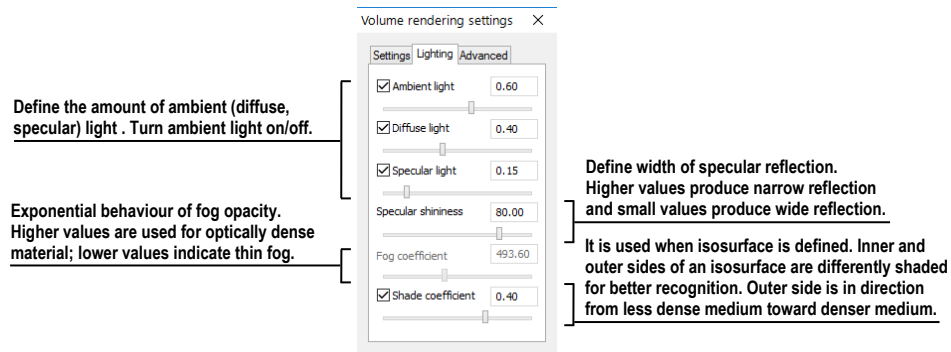 Volume rendering settings
Settings Lighting Advanced
Ambient light 0.60
Diffuse light 0.40
Specular light 0.15
Specular shininess 80.00
Fog coefficient 493.60
Shade coefficient 0.40
Define the amount of ambient (diffuse,
specular) light . Turn ambient light on/off.
Exponential behaviour of fog opacity.
Higher values are used for optically dense
material; lower values indicate thin fog.
Define width of specular reflection.
Higher values produce narrow reflection
and small values produce wide reflection.
It is used when isosurface is defined. Inner and
outer sides of an isosurface are differently shaded
for better recognition. Outer side is in direction
from less dense medium toward denser medium.